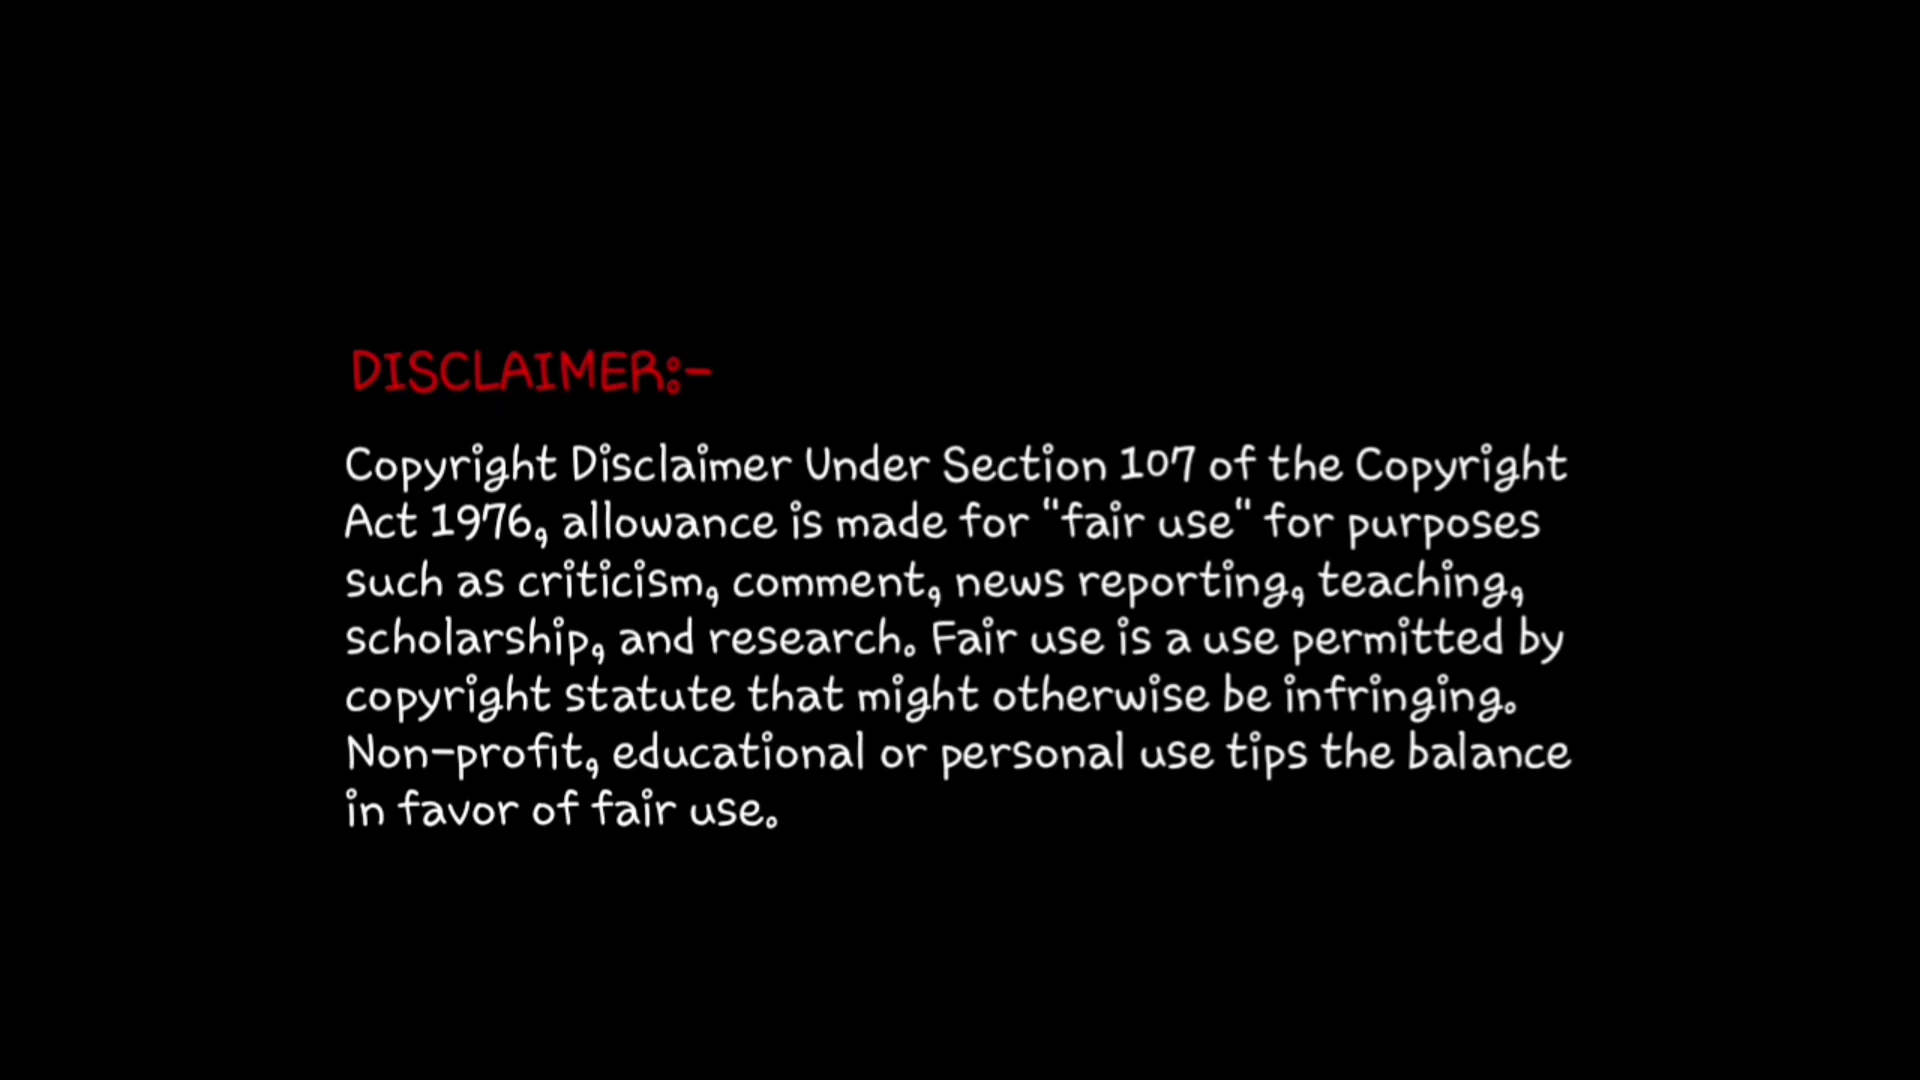 DISCLAIMER:-
Copyright Disclaimer Under Section 107 of the Copyright
Act 1976, allowance is made for "fair use" for purposes
such as criticism, comment, news reporting, teaching,
scholarship, and research. Fair use is a use permitted by
copyright statute that might otherwise be infringing.
Non-profit, educational or personal use tips the balance
in favor of fair use.